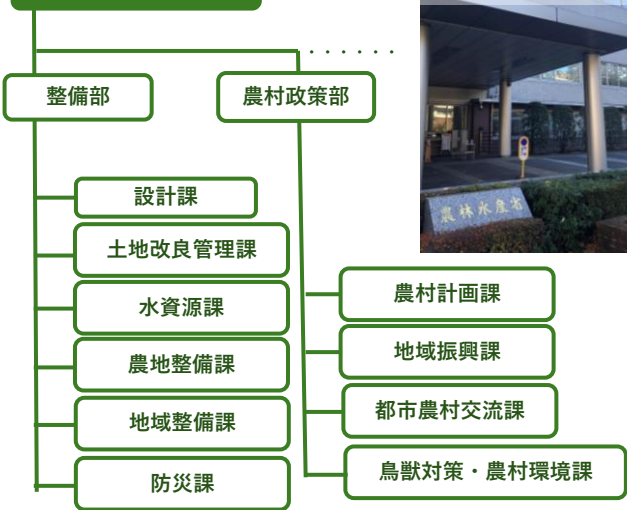 整備部
農村政策部
設計課
土地改良管理課
水資源課
農地整備課
地域整備課
防災課
農村計画課
地域振興課
都市農村交流課
鳥獣対策・農村環境課
農林水産省